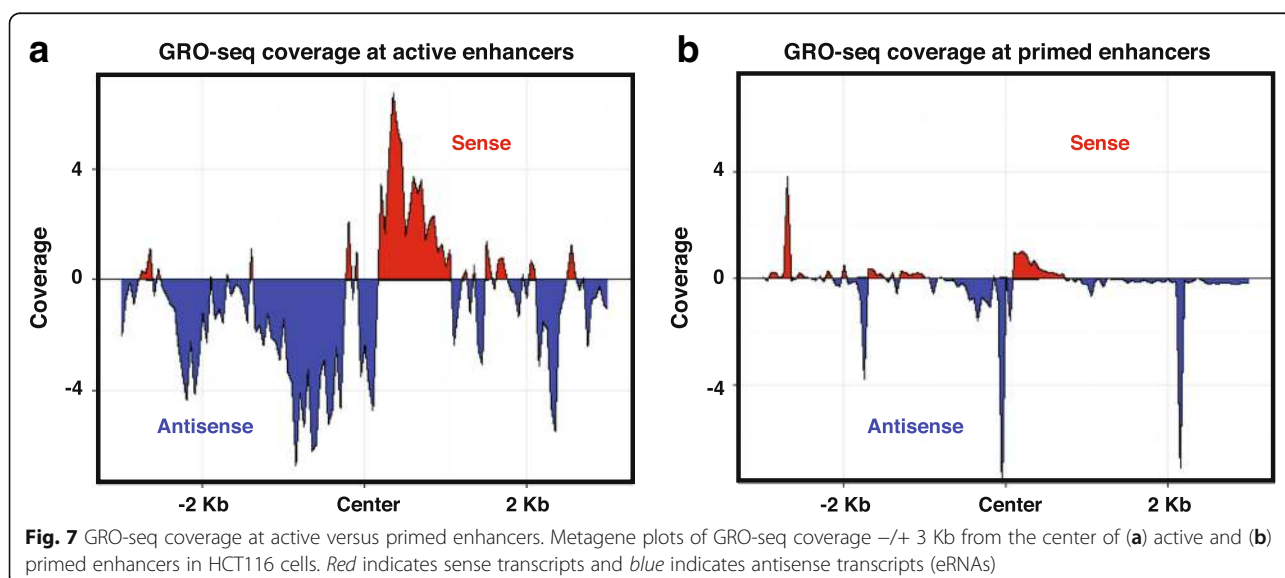 a
GRO-seq coverage at active enhancers
Coverage
4
0
-4
Sense
Antisense
-2 Kb Center 2 Kb
b
GRO-seq coverage at primed enhancers
Coverage
4
0
-4
Sense
Antisense
-2 Kb Center 2 Kb
Fig. 7 GRO-seq coverage at active versus primed enhancers. Metagene plots of GRO-seq coverage −/+ 3 Kb from the center of (a) active and (b)
primed enhancers in HCT116 cells. Red indicates sense transcripts and blue indicates antisense transcripts (eRNAs)